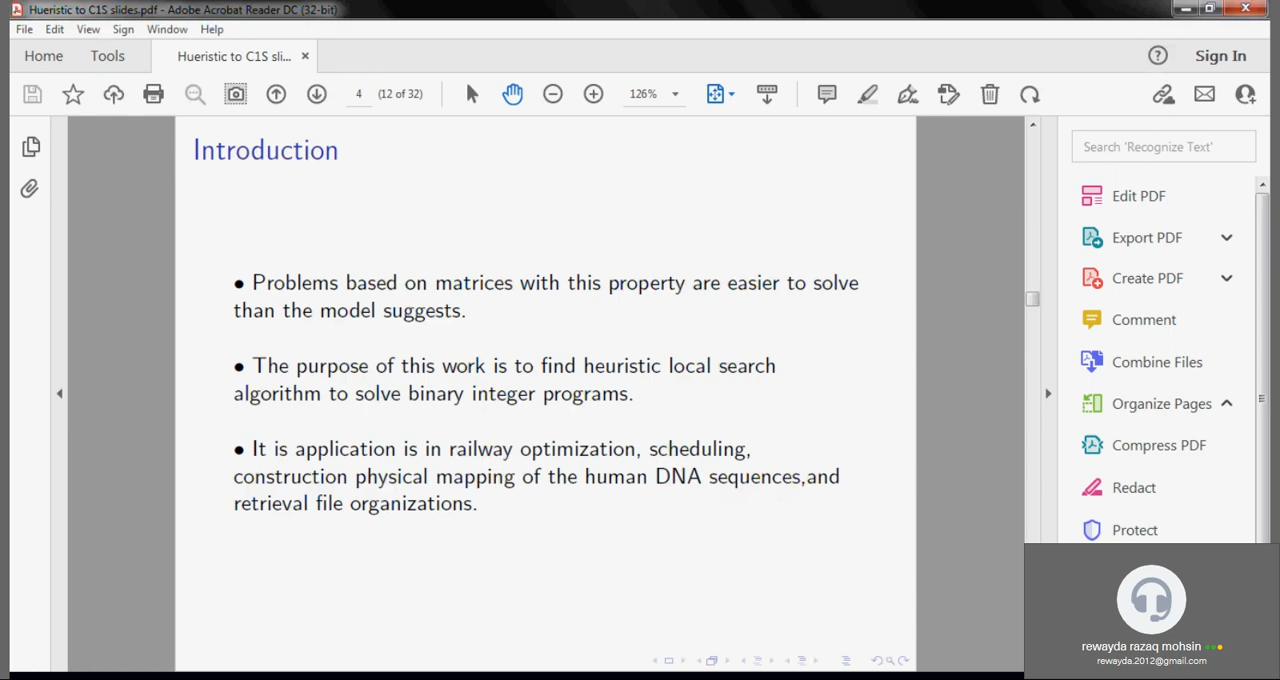 Hueristic to C1S slides.pdf - Adobe Acrobat Reader DC (32-bit)
File Edit View Sign Window Help
Home Tools Hueristic to C1S sli... × Sign In
4 (12 of 32) 126%
Introduction
Search 'Recognize Text'
Edit PDF
Export PDF
Create PDF
Comment
Combine Files
Organize Pages
Compress PDF
Redact
Protect
• Problems based on matrices with this property are easier to solve
than the model suggests.
• The purpose of this work is to find heuristic local search
algorithm to solve binary integer programs.
• It is application is in railway optimization, scheduling,
construction physical mapping of the human DNA sequences,and
retrieval file organizations.
rewayda razaq mohsin
rewayda.2012@gmail.com